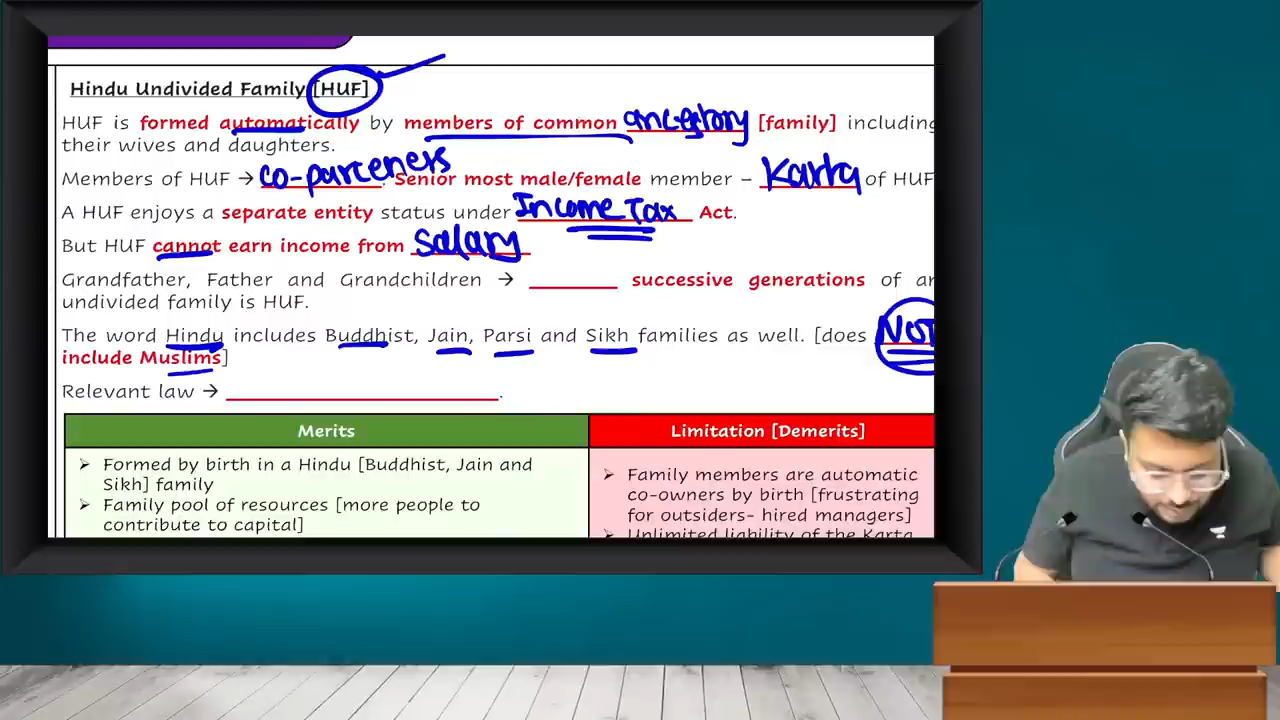 Hindu Undivided Family [HUF]
HUF is formed automatically by members of common ancestory [family] including
their wives and daughters.
Members of HUF → co-parceners. Senior most male/female member – Karta of HUF
A HUF enjoys a separate entity status under Income Tax Act.
But HUF cannot earn income from salary
Grandfather, Father and Grandchildren → ________ successive generations of an
undivided family is HUF.
The word Hindu includes Buddhist, Jain, Parsi and Sikh families as well. [does NOT
include Muslims]
Relevant law → ________.
Merits
Limitation [Demerits]
➢ Formed by birth in a Hindu [Buddhist, Jain and
Sikh] family
➢ Family pool of resources [more people to
contribute to capital]
➢ Family members are automatic
co-owners by birth [frustrating
for outsiders- hired managers]
➢ Unlimited liability of the Karta